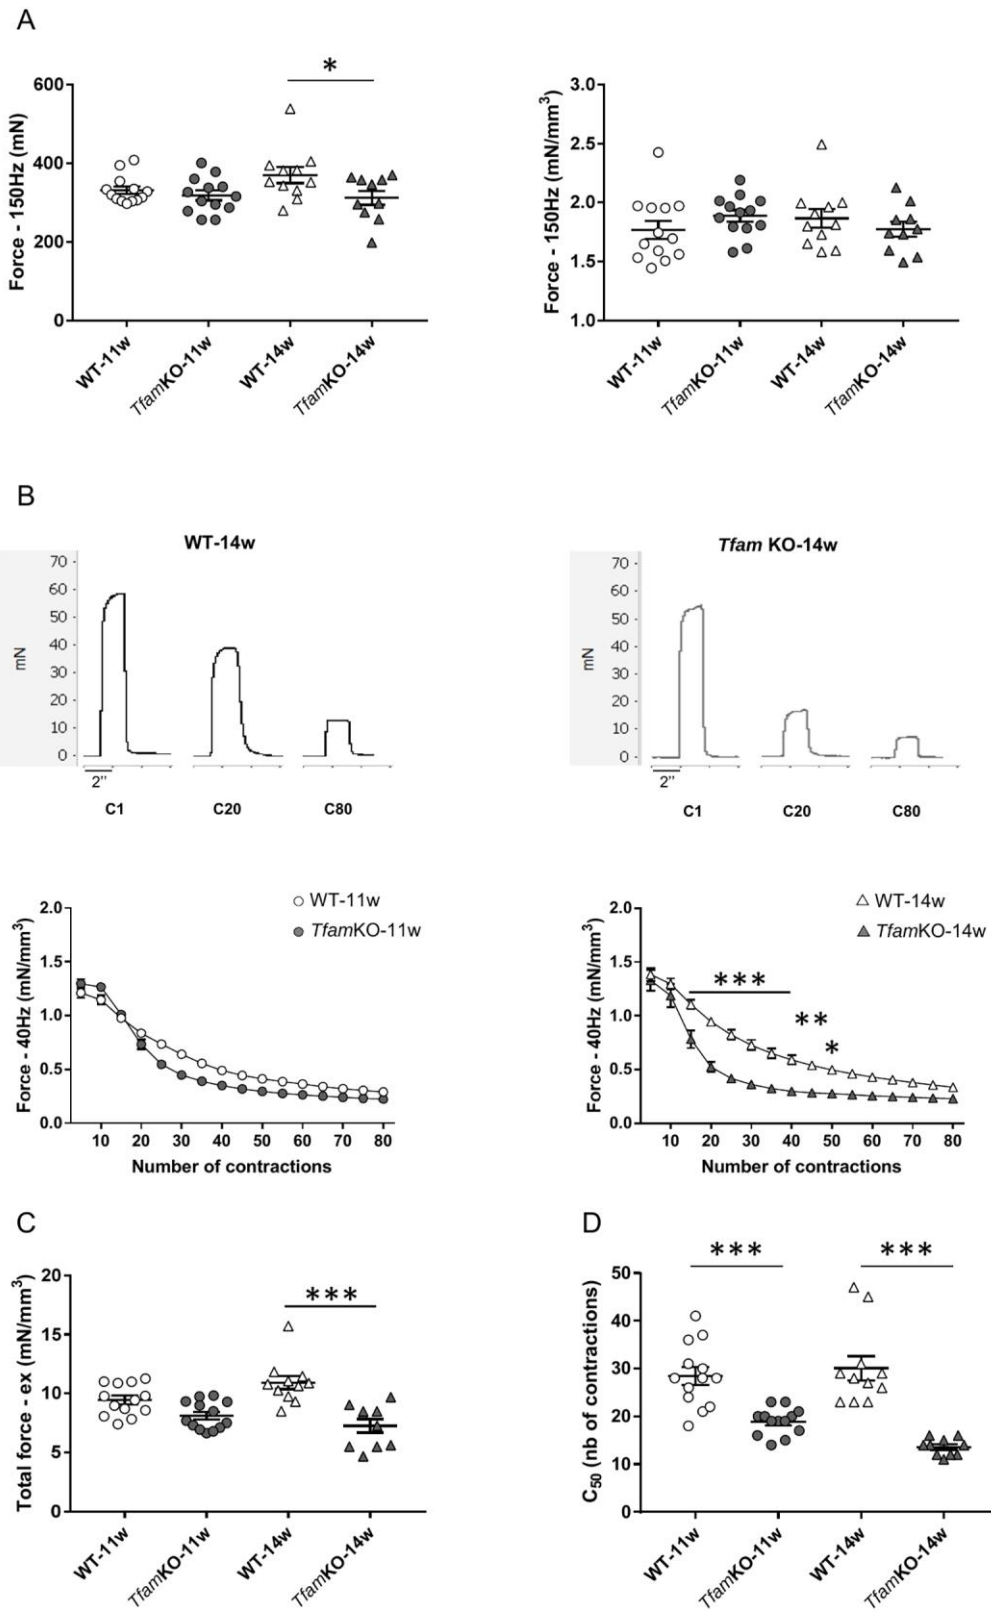 A
*
600
400
200
0
Force - 150Hz (mN)
WT-11w
TfamKO-11w
WT-14w
TfamKO-14w
3.0
2.5
2.0
1.5
1.0
Force - 150Hz (mN/mm³)
WT-11w
TfamKO-11w
WT-14w
TfamKO-14w
B
WT-14w
70
60
50
40
30
20
10
0
mN
2’’
C1
C20
C80
Tfam KO-14w
70
60
50
40
30
20
10
0
mN
2’’
C1
C20
C80
WT-11w
TfamKO-11w
2.0
1.5
1.0
0.5
0.0
Force - 40Hz (mN/mm³)
10 20 30 40 50 60 70 80
Number of contractions
WT-14w
TfamKO-14w
***
**
*
2.0
1.5
1.0
0.5
0.0
Force - 40Hz (mN/mm³)
10 20 30 40 50 60 70 80
Number of contractions
C
***
20
15
10
5
0
Total force - ex (mN/mm³)
WT-11w
TfamKO-11w
WT-14w
TfamKO-14w
D
*** ***
50
40
30
20
10
0
C₅₀ (nb of contractions)
WT-11w
TfamKO-11w
WT-14w
TfamKO-14w